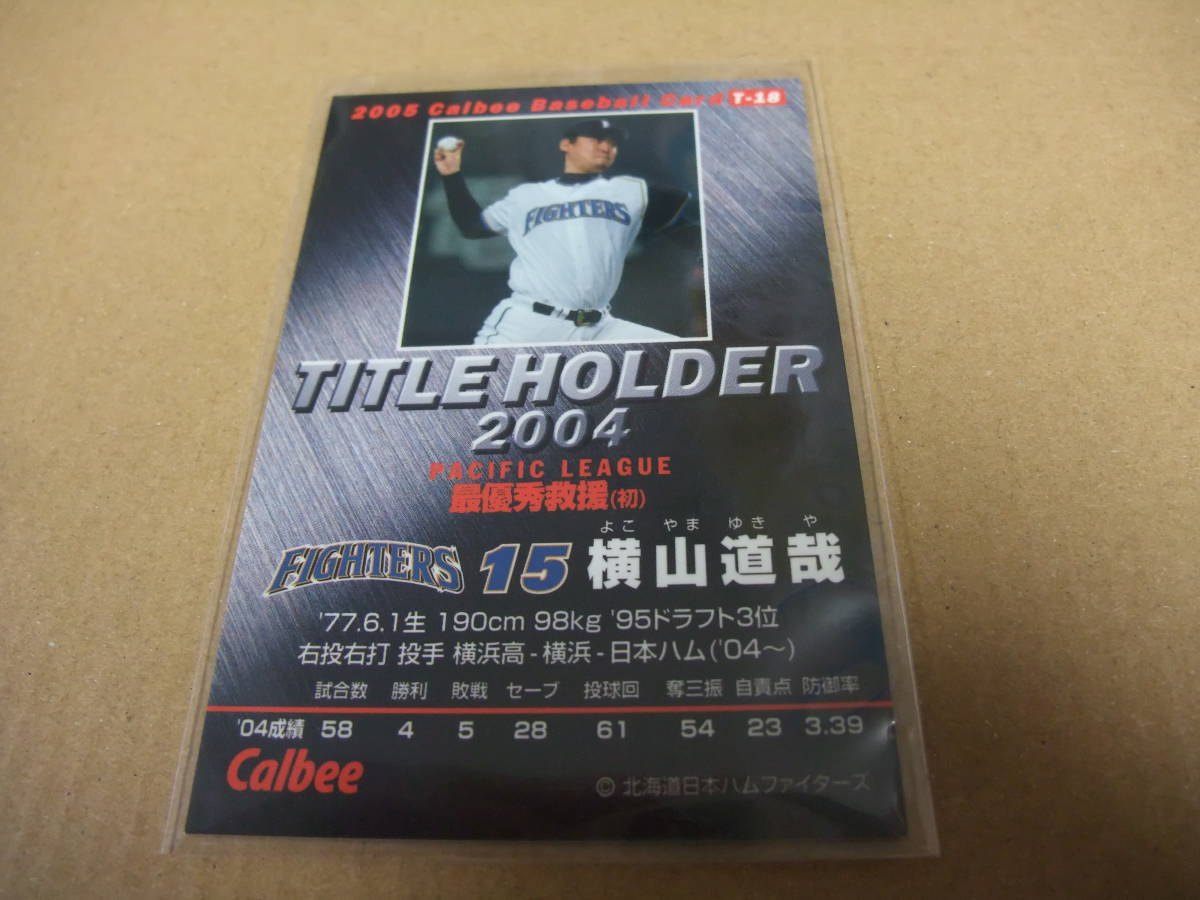 2005 Calbee Baseball Card T-18
FIGHTERS
TITLE HOLDER
2004
PACIFIC LEAGUE
最優秀救援(初)
よこ やま ゆき や
FIGHTERS 15 横山道哉
'77.6.1生 190cm 98kg '95ドラフト3位
右投右打 投手 横浜高-横浜-日本ハム('04〜)
試合数 勝利 敗戦 セーブ 投球回 奪三振 自責点 防御率
'04成績 58 4 5 28 61 54 23 3.39
Calbee
© 北海道日本ハムファイターズ